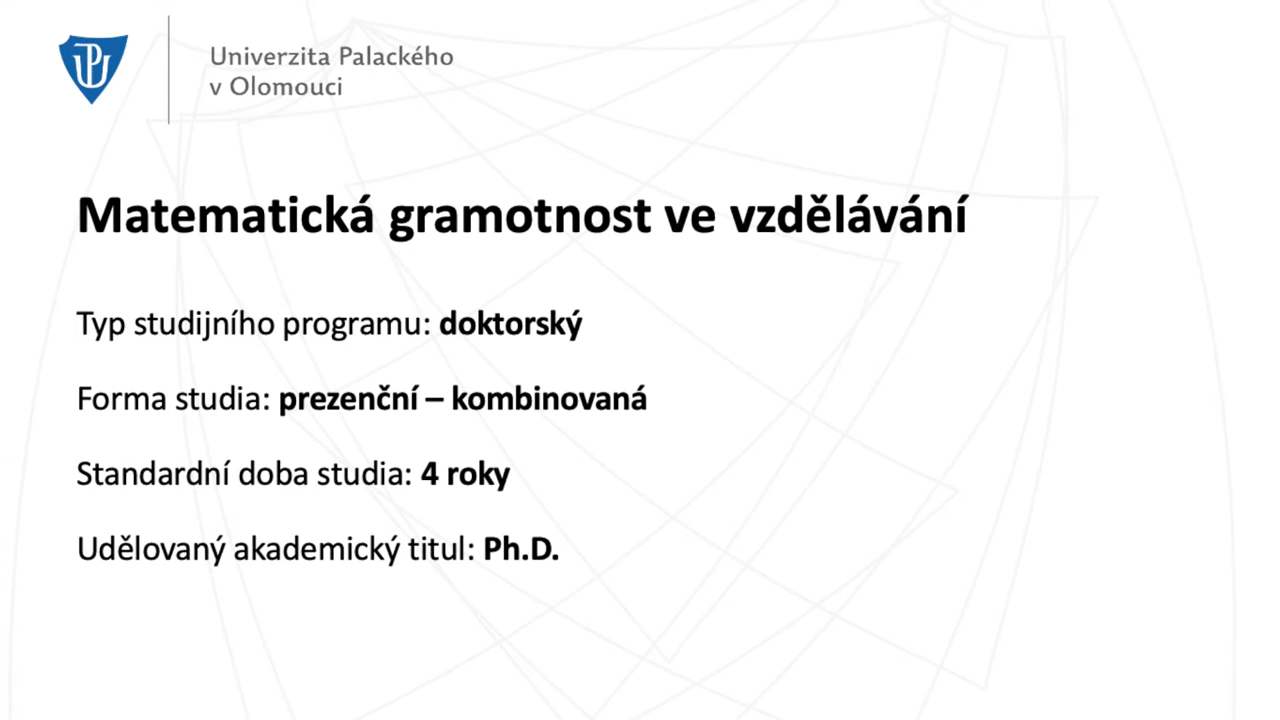 Univerzita Palackého
v Olomouci
Matematická gramotnost ve vzdělávání
Typ studijního programu: doktorský
Forma studia: prezenční – kombinovaná
Standardní doba studia: 4 roky
Udělovaný akademický titul: Ph.D.